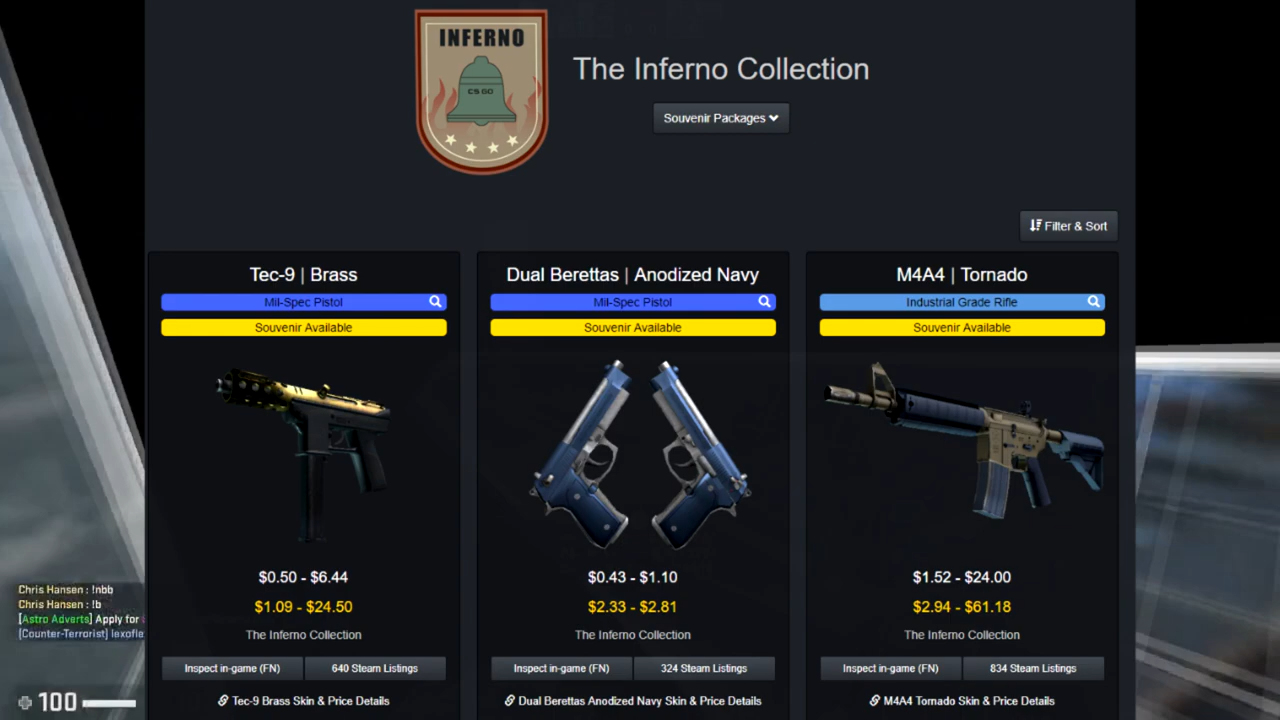 INFERNO
CS GO
The Inferno Collection
Souvenir Packages
Filter & Sort
Tec-9 | Brass
Mil-Spec Pistol
Souvenir Available
$0.50 - $6.44
$1.09 - $24.50
The Inferno Collection
Inspect in-game (FN)
640 Steam Listings
Tec-9 Brass Skin & Price Details
Dual Berettas | Anodized Navy
Mil-Spec Pistol
Souvenir Available
$0.43 - $1.10
$2.33 - $2.81
The Inferno Collection
Inspect in-game (FN)
324 Steam Listings
Dual Berettas Anodized Navy Skin & Price Details
M4A4 | Tornado
Industrial Grade Rifle
Souvenir Available
$1.52 - $24.00
$2.94 - $61.18
The Inferno Collection
Inspect in-game (FN)
834 Steam Listings
M4A4 Tornado Skin & Price Details
Chris Hansen : !nbb
Chris Hansen : !b
[Astro Adverts] Apply for
[Counter-Terrorist]
100